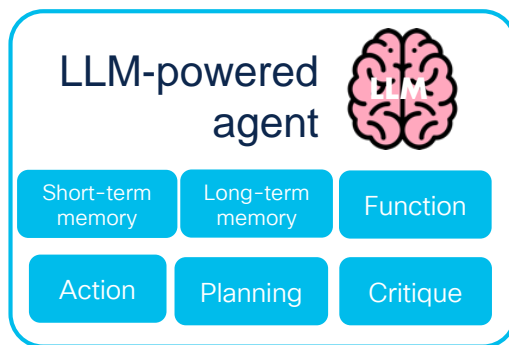 LLM-powered
agent
LLM
Short-term
memory
Long-term
memory
Function
Action
Planning
Critique